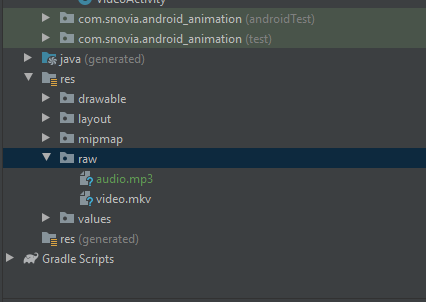 VideoActivity
com.snovia.android_animation (androidTest)
com.snovia.android_animation (test)
java (generated)
res
drawable
layout
mipmap
raw
audio.mp3
video.mkv
values
res (generated)
Gradle Scripts